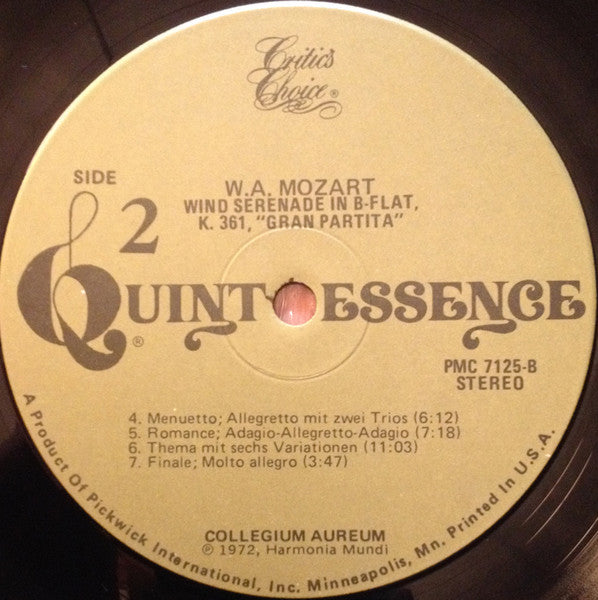 Critic's
Choice®
SIDE
2
W.A. MOZART
WIND SERENADE IN B-FLAT,
K. 361, "GRAN PARTITA"
QUINTESSENCE
®
PMC 7125-B
STEREO
4. Menuetto; Allegretto mit zwei Trios (6:12)
5. Romance; Adagio-Allegretto-Adagio (7:18)
6. Thema mit sechs Variationen (11:03)
7. Finale; Molto allegro (3:47)
COLLEGIUM AUREUM
℗ 1972, Harmonia Mundi
A Product Of Pickwick International, Inc. Minneapolis, Mn. Printed In U.S.A.